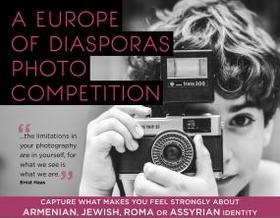 A EUROPE
OF DIASPORAS
PHOTO
COMPETITION
“
...the limitations in
your photography
are in yourself, for
what we see is
what we are.
”
Ernst Haas
CAPTURE WHAT MAKES YOU FEEL STRONGLY ABOUT
ARMENIAN, JEWISH, ROMA OR ASSYRIAN IDENTITY